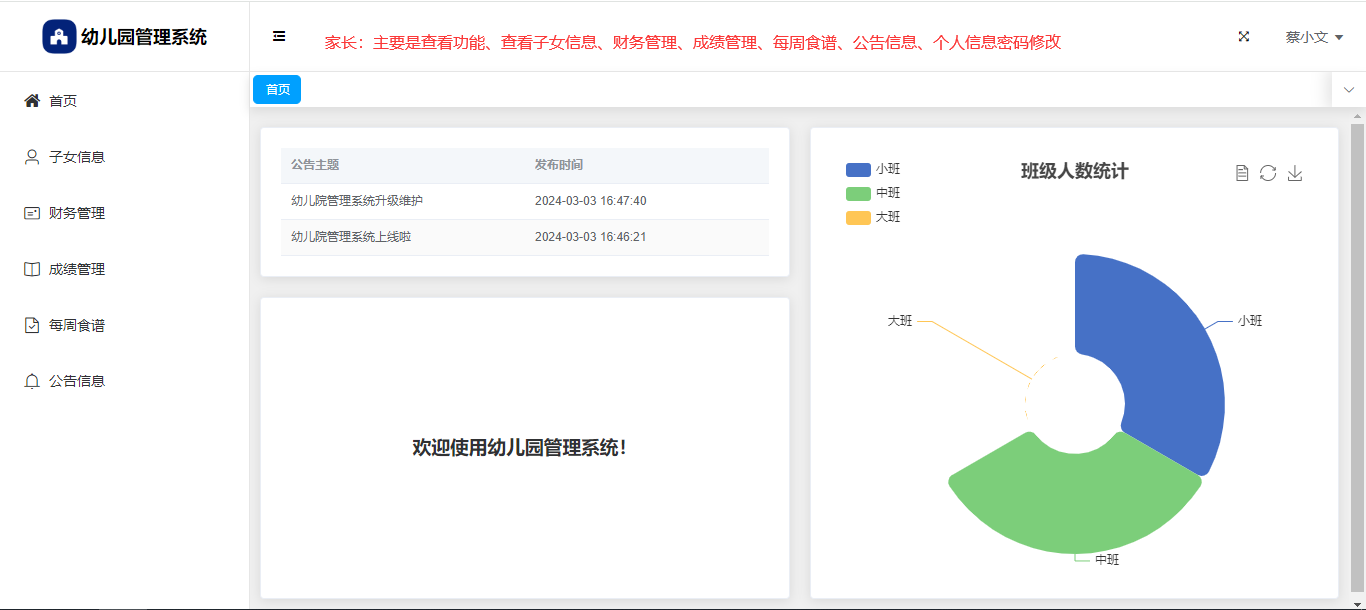 幼儿园管理系统
家长：主要是查看功能、查看子女信息、财务管理、成绩管理、每周食谱、公告信息、个人信息密码修改
蔡小文
首页
首页
子女信息
财务管理
成绩管理
每周食谱
公告信息
公告主题 发布时间
幼儿院管理系统升级维护 2024-03-03 16:47:40
幼儿院管理系统上线啦 2024-03-03 16:46:21
欢迎使用幼儿园管理系统！
班级人数统计
小班
中班
大班
大班
小班
中班